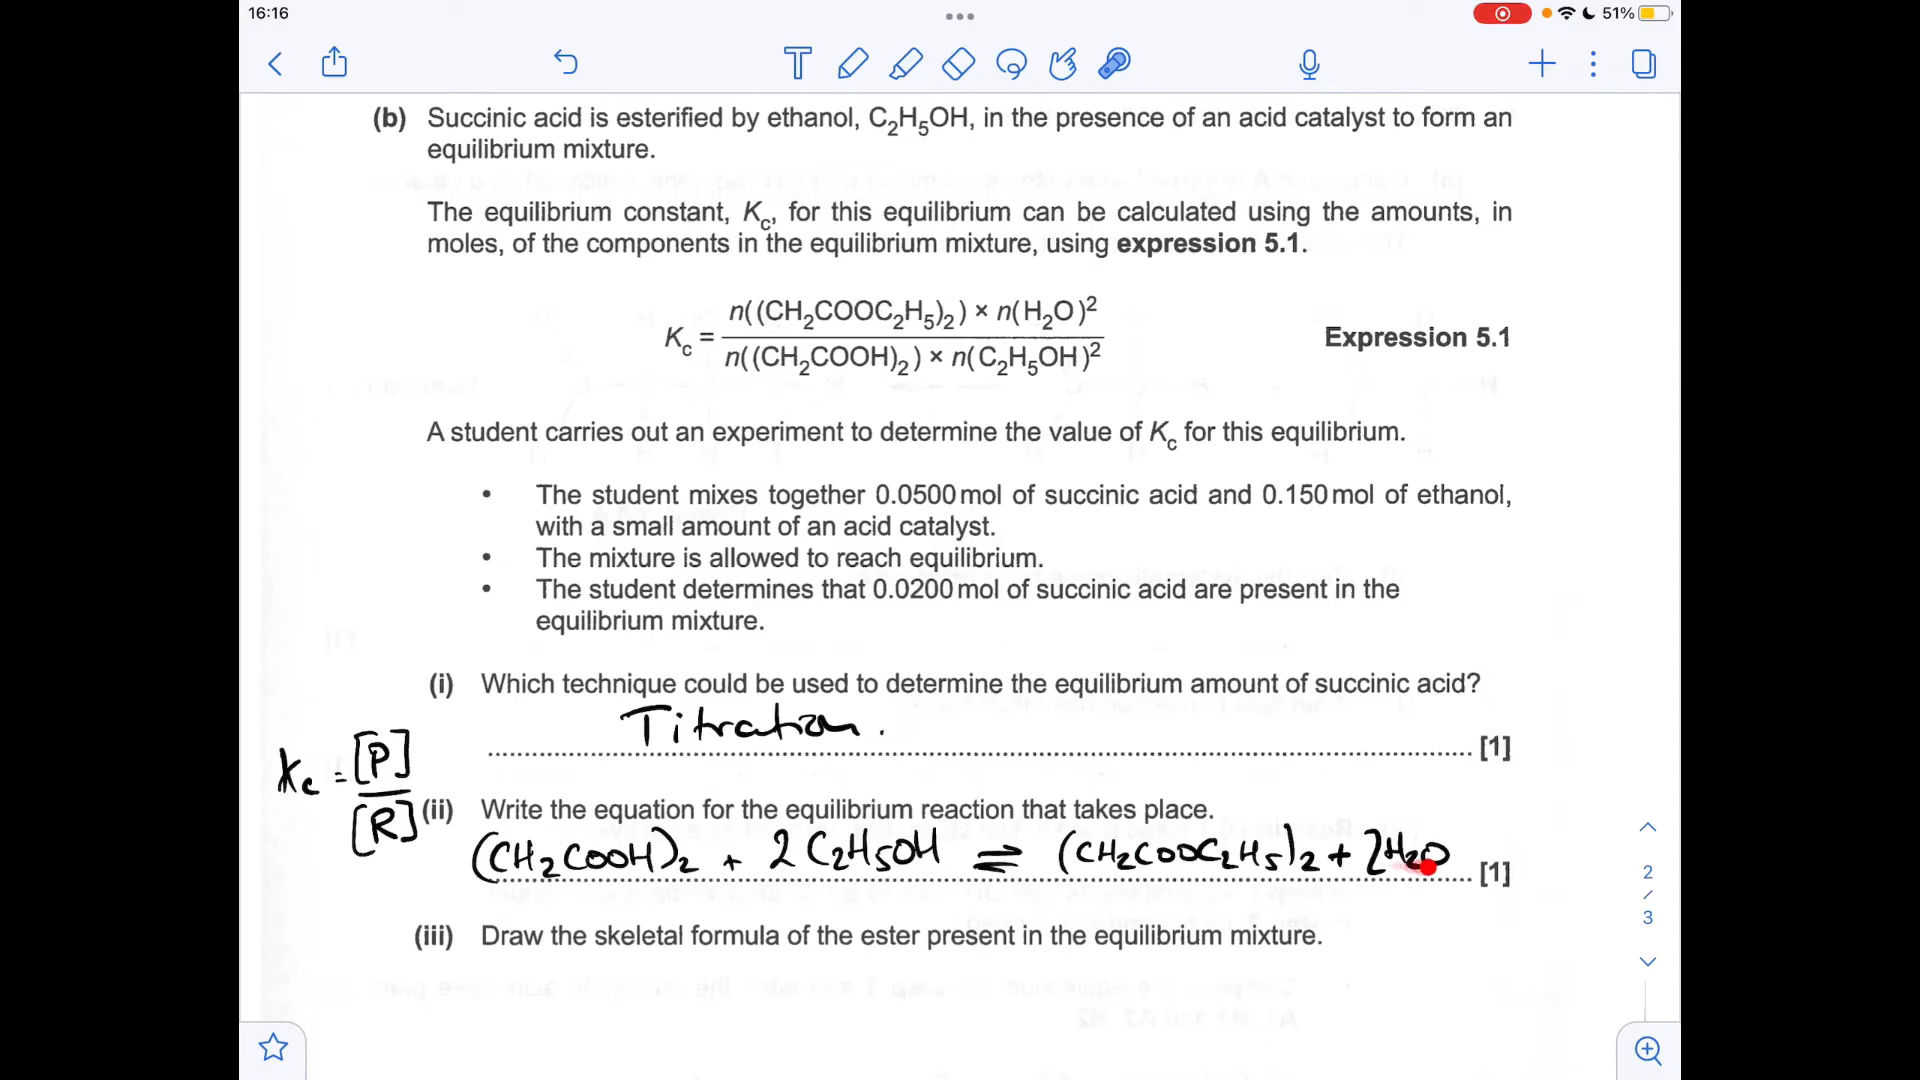 16:16
51%
(b) Succinic acid is esterified by ethanol, C₂H₅OH, in the presence of an acid catalyst to form an
equilibrium mixture.
The equilibrium constant, Kc, for this equilibrium can be calculated using the amounts, in
moles, of the components in the equilibrium mixture, using expression 5.1.
Kc = n((CH₂COOC₂H₅)₂) × n(H₂O)² / n((CH₂COOH)₂) × n(C₂H₅OH)² Expression 5.1
A student carries out an experiment to determine the value of Kc for this equilibrium.
• The student mixes together 0.0500 mol of succinic acid and 0.150 mol of ethanol,
with a small amount of an acid catalyst.
• The mixture is allowed to reach equilibrium.
• The student determines that 0.0200 mol of succinic acid are present in the
equilibrium mixture.
(i) Which technique could be used to determine the equilibrium amount of succinic acid?
Titration.
[1]
Kc = [P] / [R]
(ii) Write the equation for the equilibrium reaction that takes place.
(CH₂COOH)₂ + 2C₂H₅OH ⇌ (CH₂COOC₂H₅)₂ + 2H₂O
[1]
(iii) Draw the skeletal formula of the ester present in the equilibrium mixture.
2
/
3